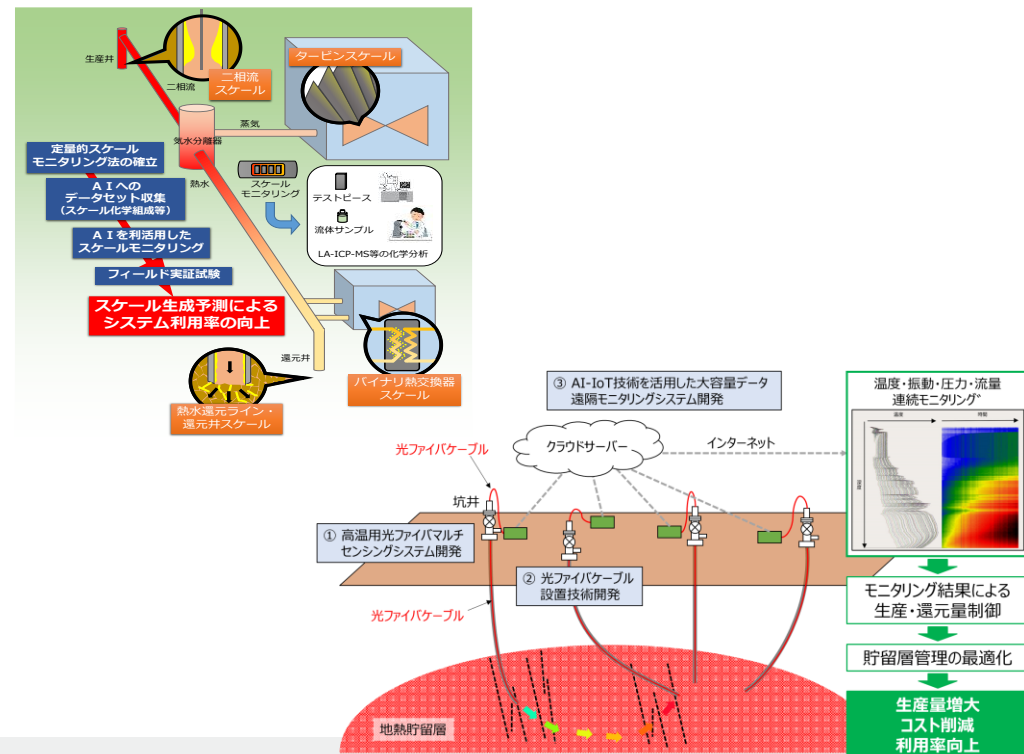 生産井
二相流
二相流
スケール
タービンスケール
蒸気
気水分離器
熱水
定量的スケール
モニタリング法の確立
AIへの
データセット収集
（スケール化学組成等）
AIを利活用した
スケールモニタリング
フィールド実証試験
スケール生成予測による
システム利用率の向上
スケール
モニタリング
テストピース
流体サンプル
LA-ICP-MS等の化学分析
還元井
バイナリ熱交換器
スケール
熱水還元ライン・
還元井スケール
③ AI-IoT技術を活用した大容量データ
遠隔モニタリングシステム開発
クラウドサーバー
インターネット
光ファイバケーブル
坑井
① 高温用光ファイバマルチ
センシングシステム開発
② 光ファイバケーブル
設置技術開発
光ファイバケーブル
地熱貯留層
温度・振動・圧力・流量
連続モニタリング
温度
時間
深度
モニタリング結果による
生産・還元量制御
貯留層管理の最適化
生産量増大
コスト削減
利用率向上